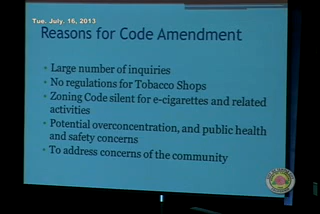 Tue. July. 16, 2013
Reasons for Code Amendment
• Large number of inquiries
• No regulations for Tobacco Shops
• Zoning Code silent for e-cigarettes and related
activities
• Potential overconcentration, and public health
and safety concerns
• To address concerns of the community